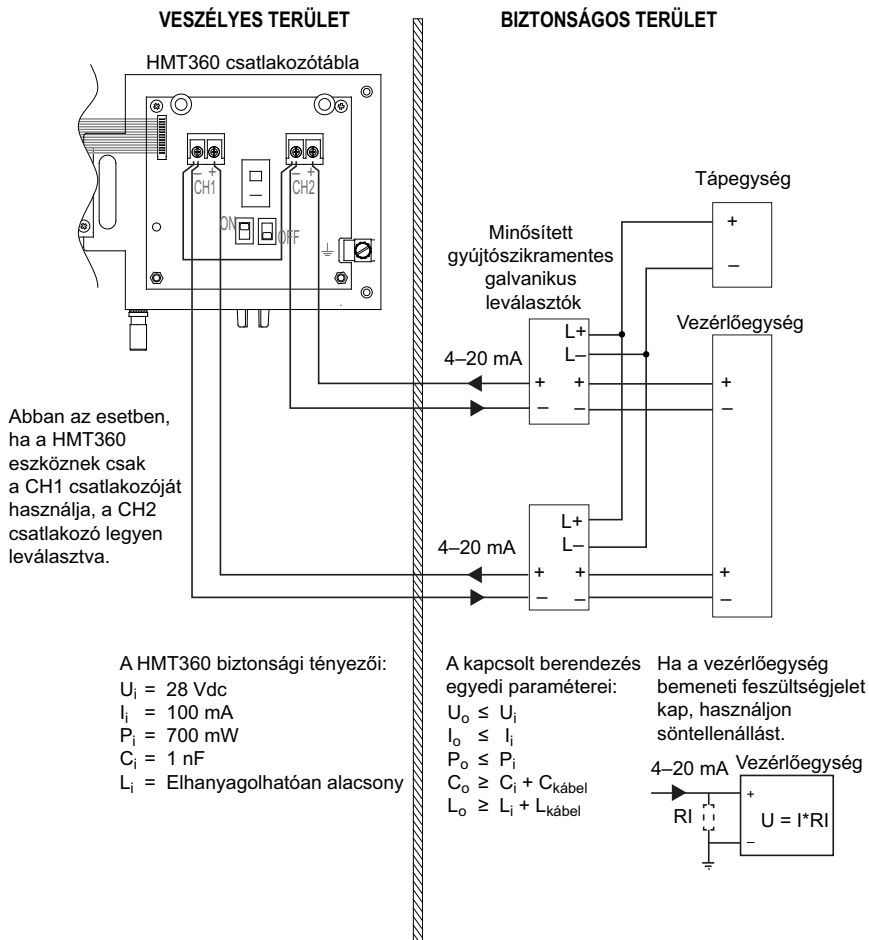 VESZÉLYES TERÜLET
BIZTONSÁGOS TERÜLET
HMT360 csatlakozótábla
– +
CH1
– +
CH2
ON
OFF
Abban az esetben,
ha a HMT360
eszköznek csak
a CH1 csatlakozóját
használja, a CH2
csatlakozó legyen
leválasztva.
Minősített
gyújtószikramentes
galvanikus
leválasztók
Tápegység
+
–
Vezérlőegység
L+
L–
4–20 mA
+ +
– –
+
–
L+
L–
4–20 mA
+ +
– –
+
–
A HMT360 biztonsági tényezői:
Ui = 28 Vdc
Ii = 100 mA
Pi = 700 mW
Ci = 1 nF
Li = Elhanyagolhatóan alacsony
A kapcsolt berendezés
egyedi paraméterei:
Uo ≤ Ui
Io ≤ Ii
Po ≤ Pi
Co ≥ Ci + Ckábel
Lo ≥ Li + Lkábel
Ha a vezérlőegység
bemeneti feszültségjelet
kap, használjon
söntellenállást.
4–20 mA
Vezérlőegység
+
RI
U = I*RI
–